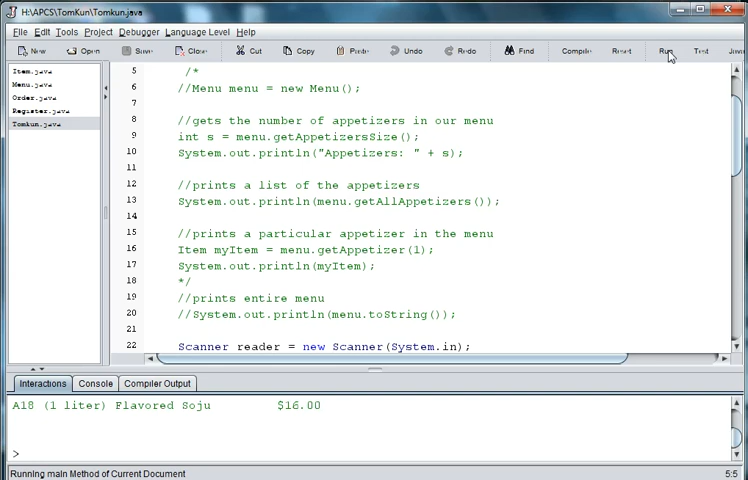 H:\APCS\TomKun\Tomkun.java
File Edit Tools Project Debugger Language Level Help
New Open Save Close Cut Copy Paste Undo Redo Find Compile Reset Run Test
Item.java
Menu.java
Order.java
Register.java
Tomkun.java
5 /*
6 //Menu menu = new Menu();
7
8 //gets the number of appetizers in our menu
9 int s = menu.getAppetizersSize();
10 System.out.println("Appetizers: " + s);
11
12 //prints a list of the appetizers
13 System.out.println(menu.getAllAppetizers());
14
15 //prints a particular appetizer in the menu
16 Item myItem = menu.getAppetizer(1);
17 System.out.println(myItem);
18 */
19 //prints entire menu
20 //System.out.println(menu.toString());
21
22 Scanner reader = new Scanner(System.in);
Interactions Console Compiler Output
A18 (1 liter) Flavored Soju $16.00
>
Running main Method of Current Document 5:5